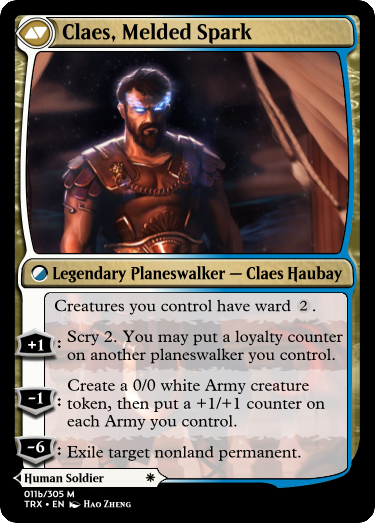 Claes, Melded Spark
Legendary Planeswalker — Claes Haubay
Creatures you control have ward 2.
+1: Scry 2. You may put a loyalty counter
on another planeswalker you control.
-1: Create a 0/0 white Army creature
token, then put a +1/+1 counter on
each Army you control.
-6: Exile target nonland permanent.
Human Soldier *
011b/305 M
TRX • EN Hao Zheng